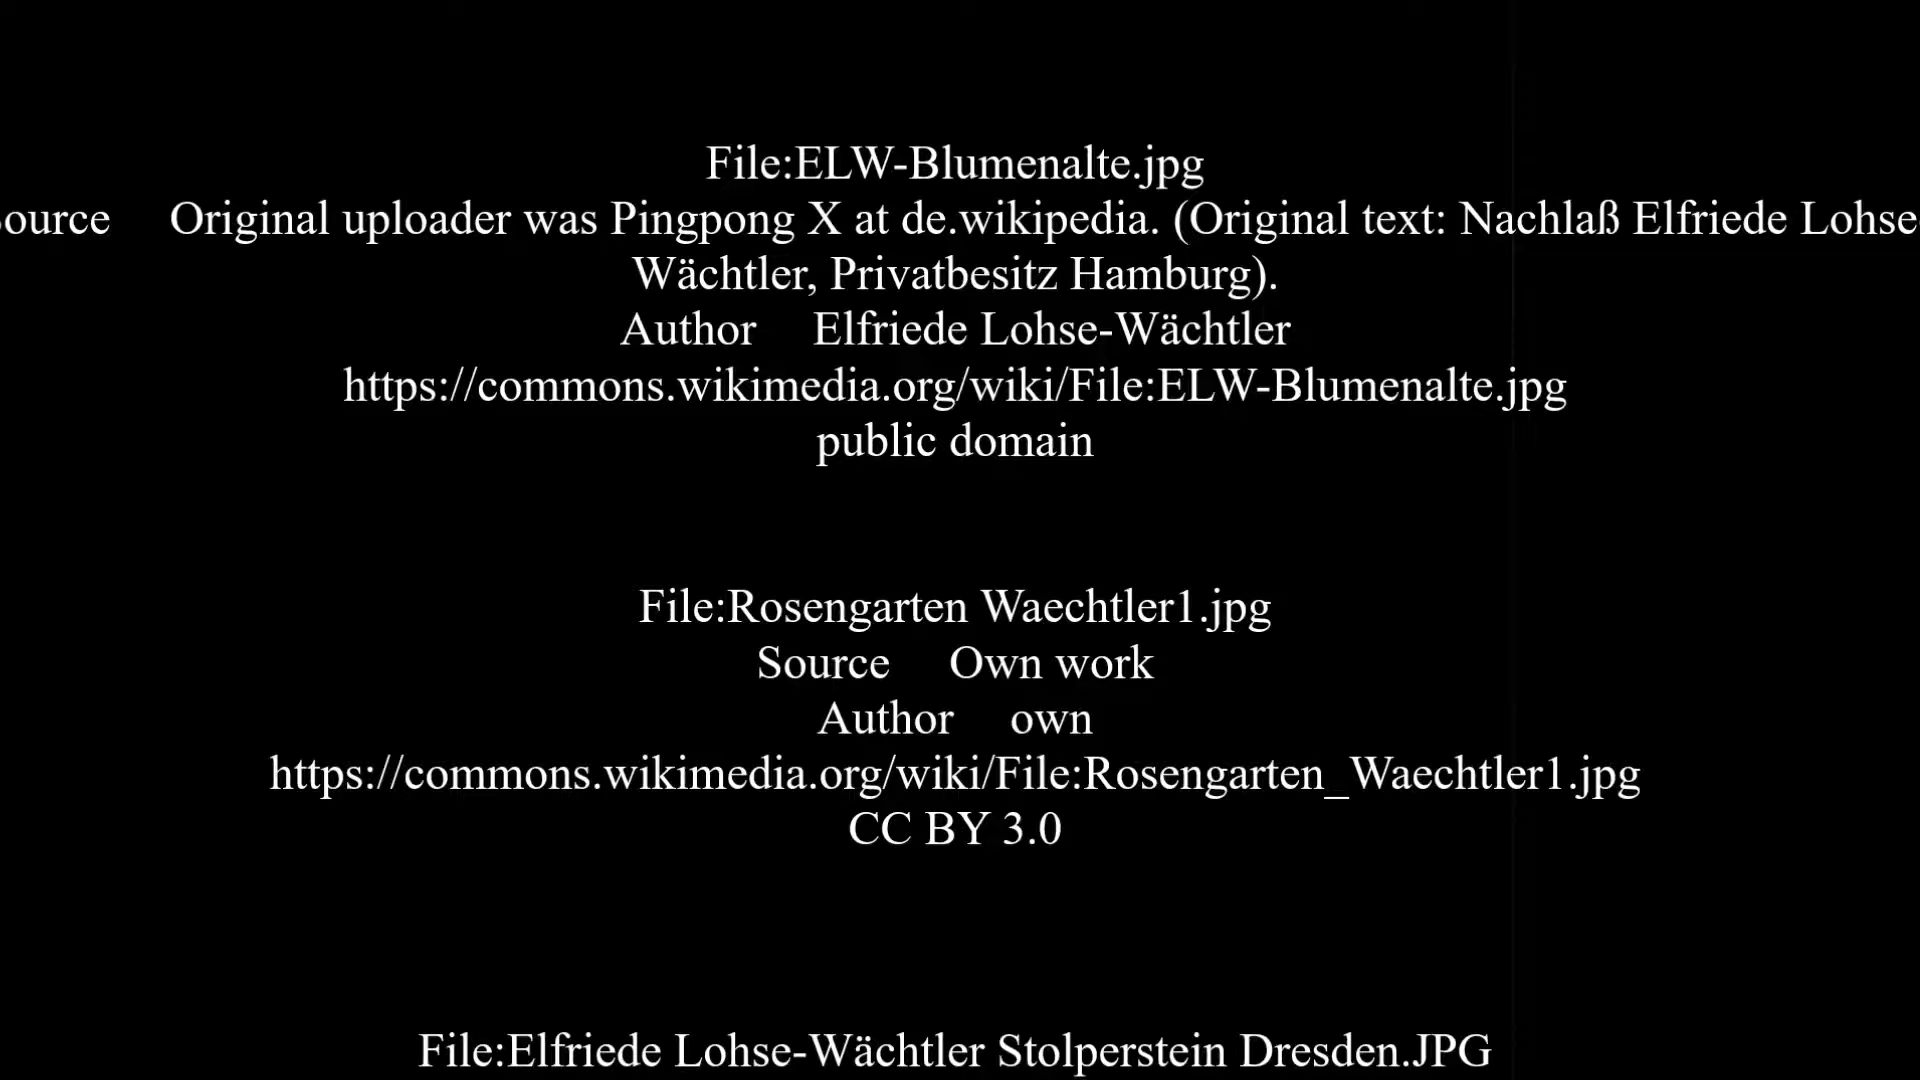 File:ELW-Blumenalte.jpg
ource Original uploader was Pingpong X at de.wikipedia. (Original text: Nachlaß Elfriede Lohse-
Wächtler, Privatbesitz Hamburg).
Author Elfriede Lohse-Wächtler
https://commons.wikimedia.org/wiki/File:ELW-Blumenalte.jpg
public domain
File:Rosengarten Waechtler1.jpg
Source Own work
Author own
https://commons.wikimedia.org/wiki/File:Rosengarten_Waechtler1.jpg
CC BY 3.0
File:Elfriede Lohse-Wächtler Stolperstein Dresden.JPG